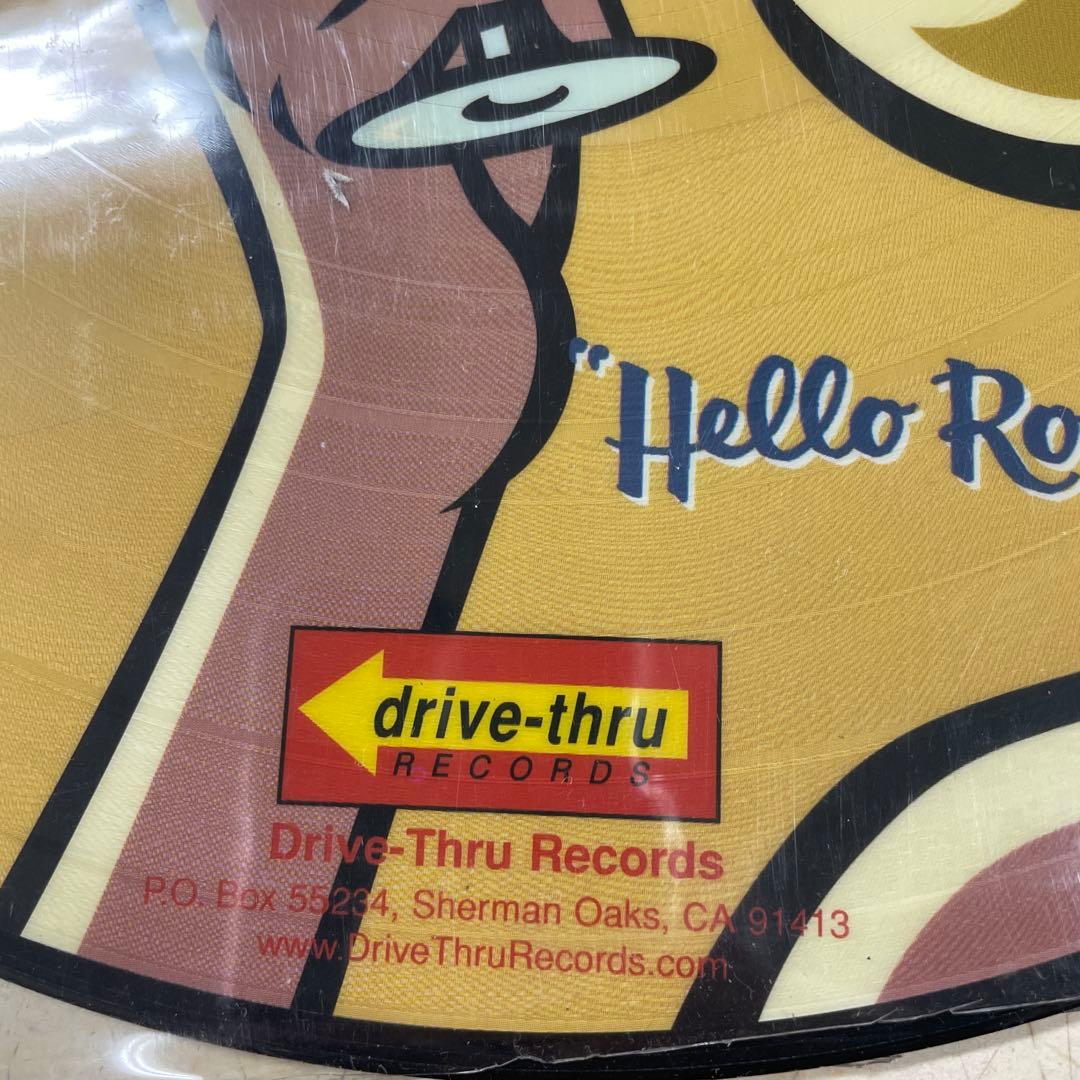 "Hello Ro
drive-thru
RECORDS
Drive-Thru Records
P.O. Box 55234, Sherman Oaks, CA 91413
www.DriveThruRecords.com